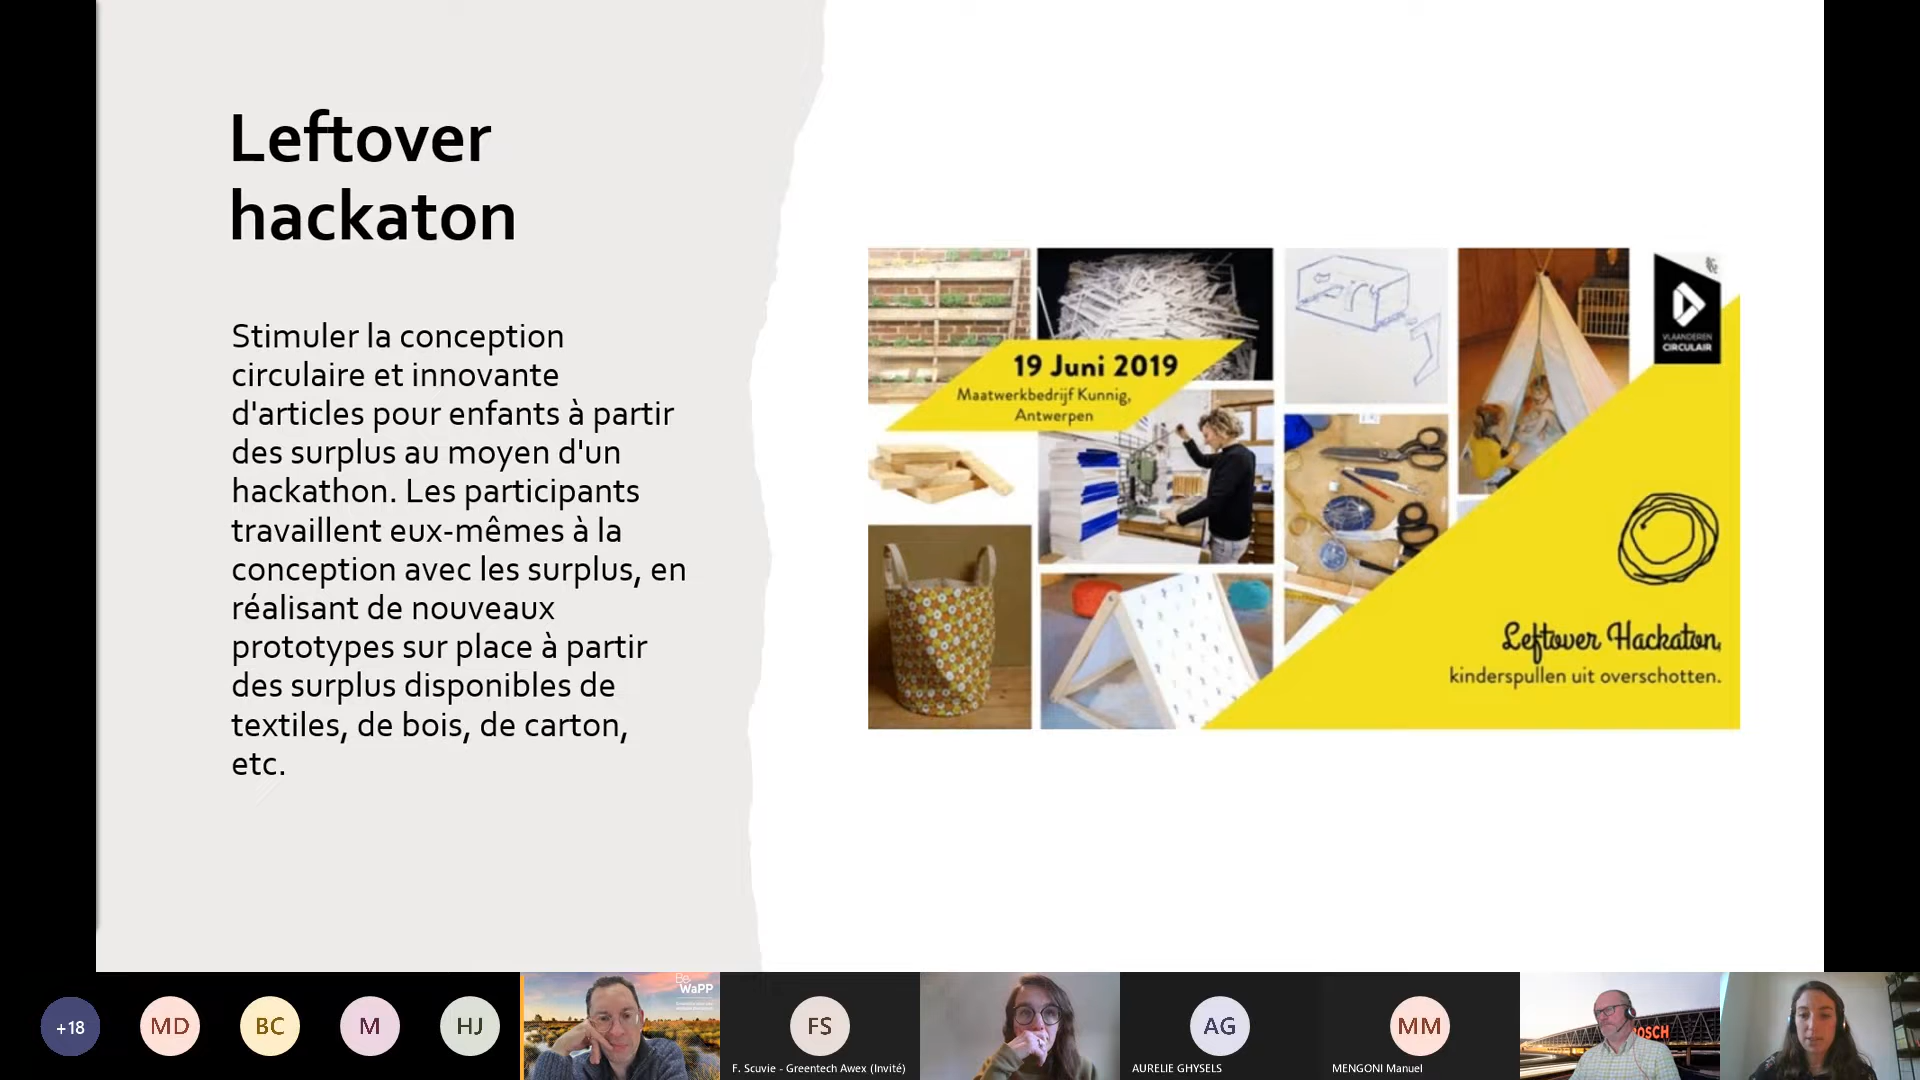 Leftover
hackaton
Stimuler la conception
circulaire et innovante
d'articles pour enfants à partir
des surplus au moyen d'un
hackathon. Les participants
travaillent eux-mêmes à la
conception avec les surplus, en
réalisant de nouveaux
prototypes sur place à partir
des surplus disponibles de
textiles, de bois, de carton,
etc.
19 Juni 2019
Maatwerkbedrijf Kunnig,
Antwerpen
VLAANDEREN
CIRCULAIR
Leftover Hackaton,
kinderspullen uit overschotten.
+18
MD
BC
M
HJ
Be
WaPP
FS
F. Scuvie - Greentech Awex (Invité)
AG
AURELIE GHYSELS
MM
MENGONI Manuel
OSCH